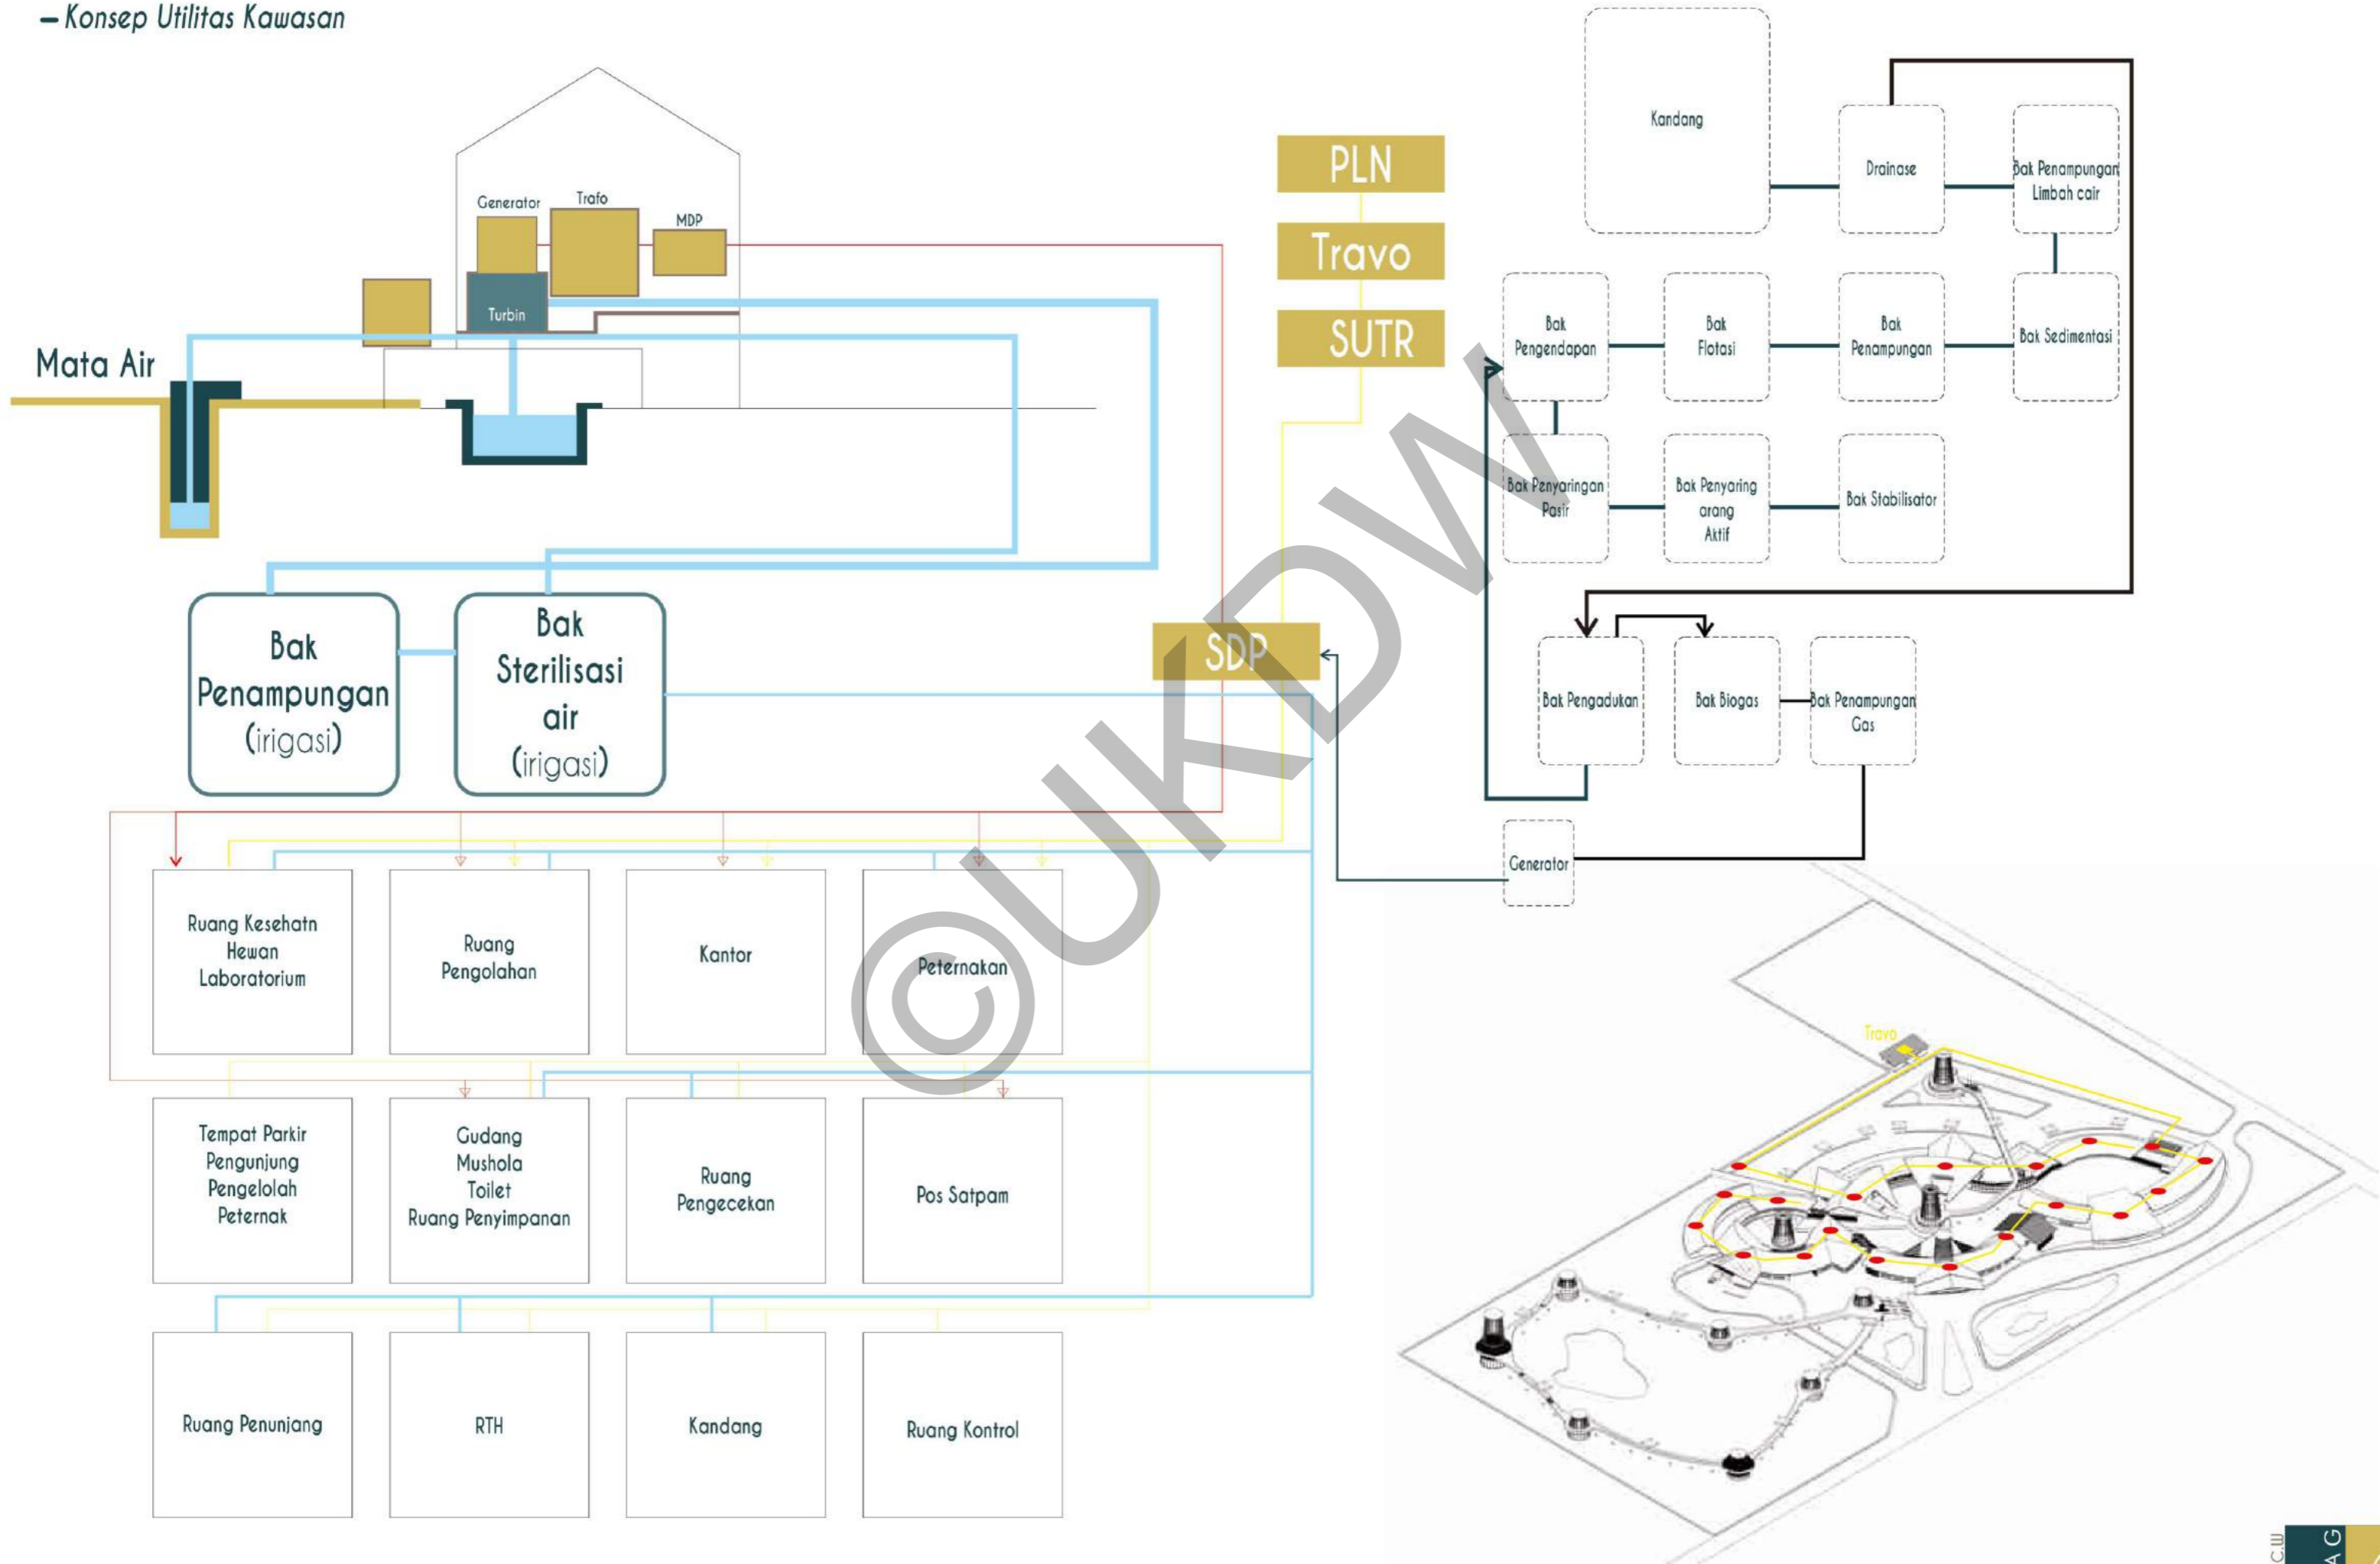 – Konsep Utilitas Kawasan
Generator
Trafo
MDP
Turbin
Mata Air
Bak
Penampungan
(irigasi)
Bak
Sterilisasi
air
(irigasi)
PLN
Travo
SUTR
SDP
Kandang
Drainase
Bak Penampungan
Limbah cair
Bak
Pengendapan
Bak
Flotasi
Bak
Penampungan
Bak Sedimentasi
Bak Penyaringan
Pasir
Bak Penyaring
arang
Aktif
Bak Stabilisator
Bak Pengadukan
Bak Biogas
Bak Penampungan
Gas
Generator
Ruang Kesehatn
Hewan
Laboratorium
Ruang
Pengolahan
Kantor
Peternakan
Tempat Parkir
Pengunjung
Pengelolah
Peternak
Gudang
Mushola
Toilet
Ruang Penyimpanan
Ruang
Pengecekan
Pos Satpam
Ruang Penunjang
RTH
Kandang
Ruang Kontrol
Travo
©UKDW
C.W
A G